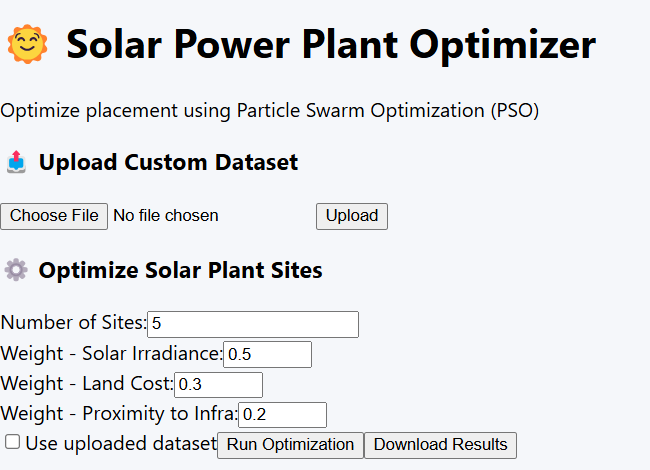 Solar Power Plant Optimizer
Optimize placement using Particle Swarm Optimization (PSO)
Upload Custom Dataset
Choose File No file chosen Upload
Optimize Solar Plant Sites
Number of Sites: 5
Weight - Solar Irradiance: 0.5
Weight - Land Cost: 0.3
Weight - Proximity to Infra: 0.2
Use uploaded dataset Run Optimization Download Results